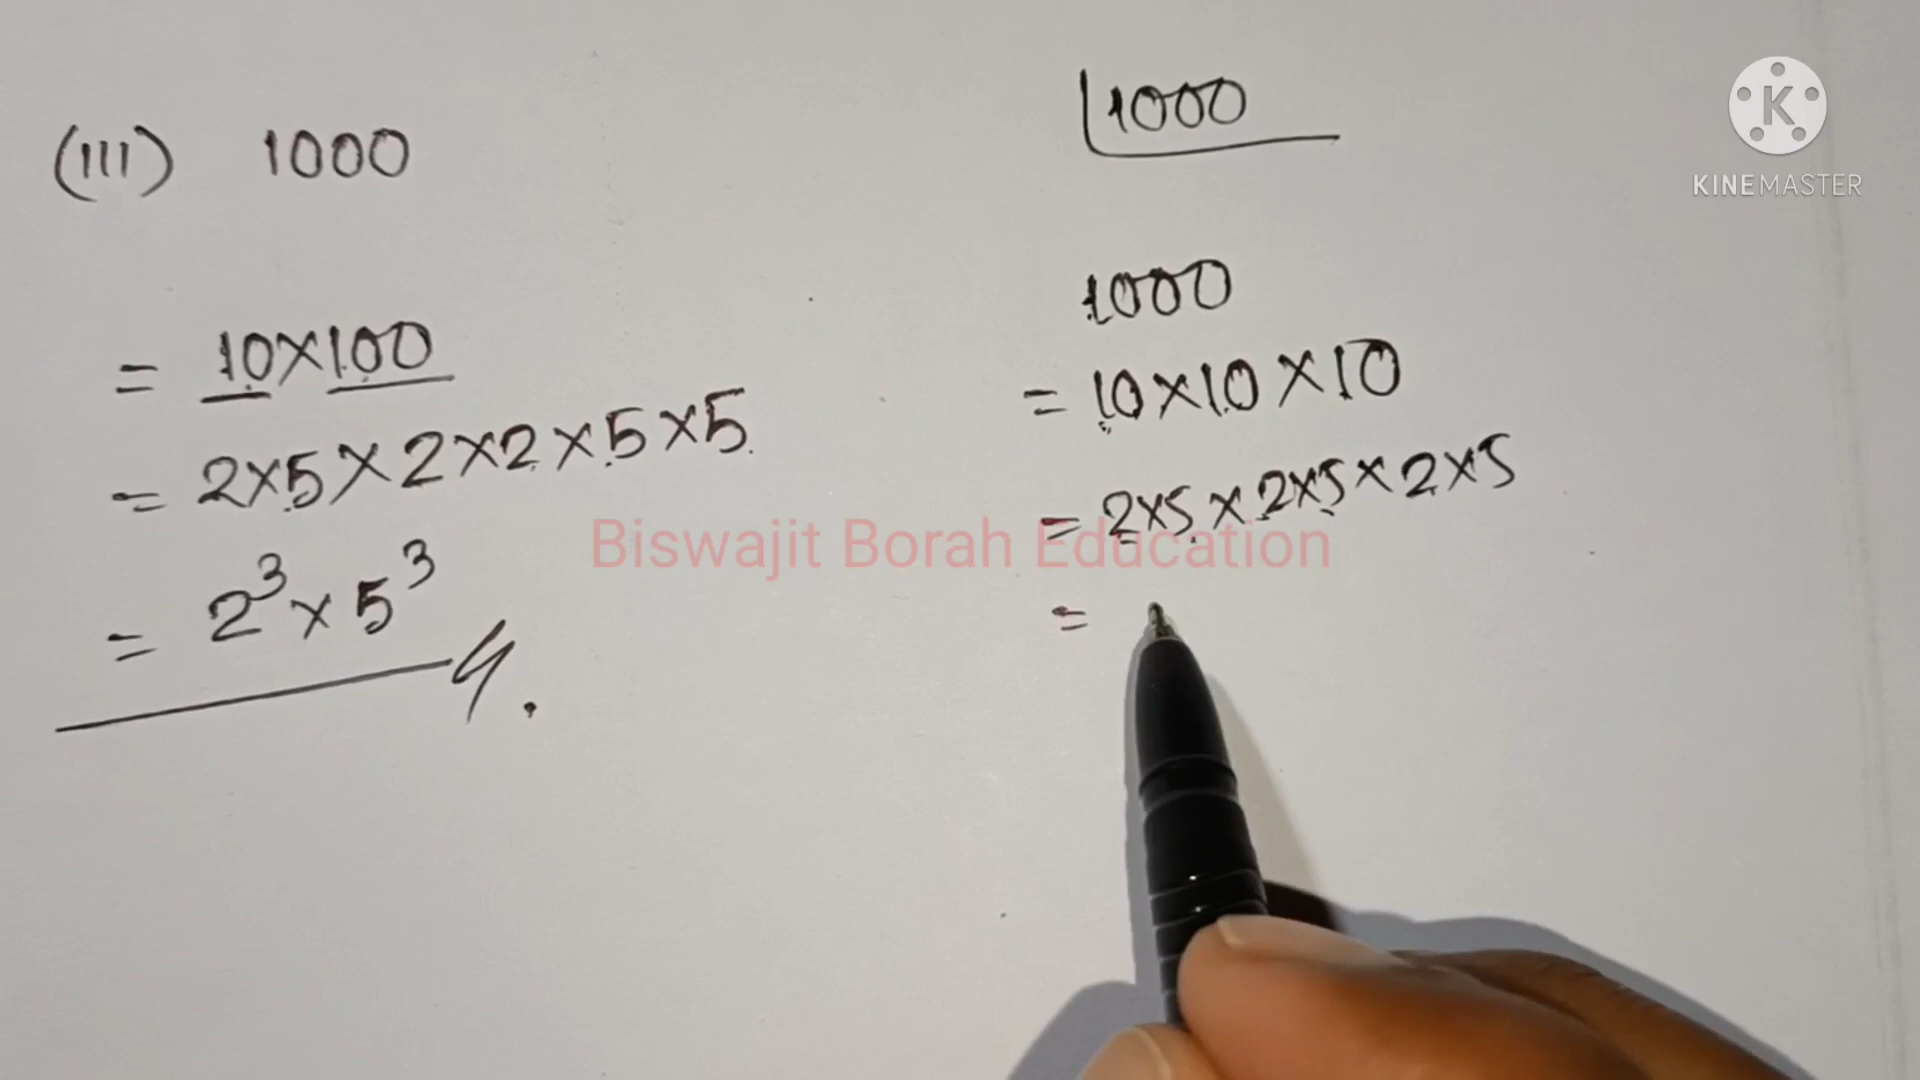 (III) 1000
= 10×100
= 2×5×2×2×5×5
= 2³×5³
1000
1000
= 10×10×10
= 2×5×2×5×2×5
=
KINEMASTER
Biswajit Borah Education